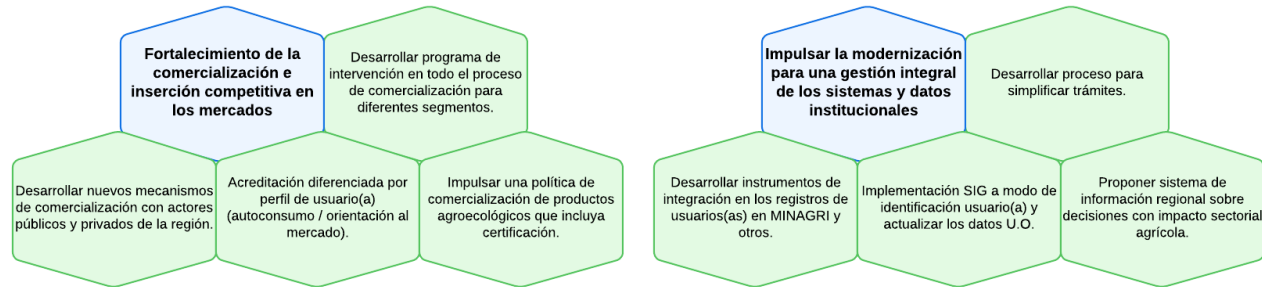 Fortalecimiento de la
comercialización e
inserción competitiva en
los mercados
Desarrollar programa de
intervención en todo el proceso
de comercialización para
diferentes segmentos.
Desarrollar nuevos mecanismos
de comercialización con actores
públicos y privados de la región.
Acreditación diferenciada por
perfil de usuario(a)
(autoconsumo / orientación al
mercado).
Impulsar una política de
comercialización de productos
agroecológicos que incluya
certificación.
Impulsar la modernización
para una gestión integral
de los sistemas y datos
institucionales
Desarrollar proceso para
simplificar trámites.
Desarrollar instrumentos de
integración en los registros de
usuarios(as) en MINAGRI y
otros.
Implementación SIG a modo de
identificación usuario(a) y
actualizar los datos U.O.
Proponer sistema de
información regional sobre
decisiones con impacto sectorial
agrícola.